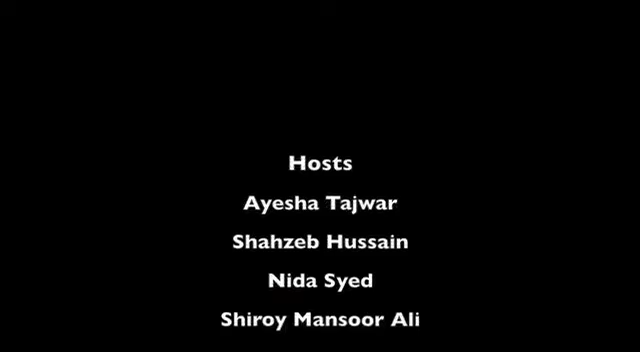 Hosts
Ayesha Tajwar
Shahzeb Hussain
Nida Syed
Shiroy Mansoor Ali